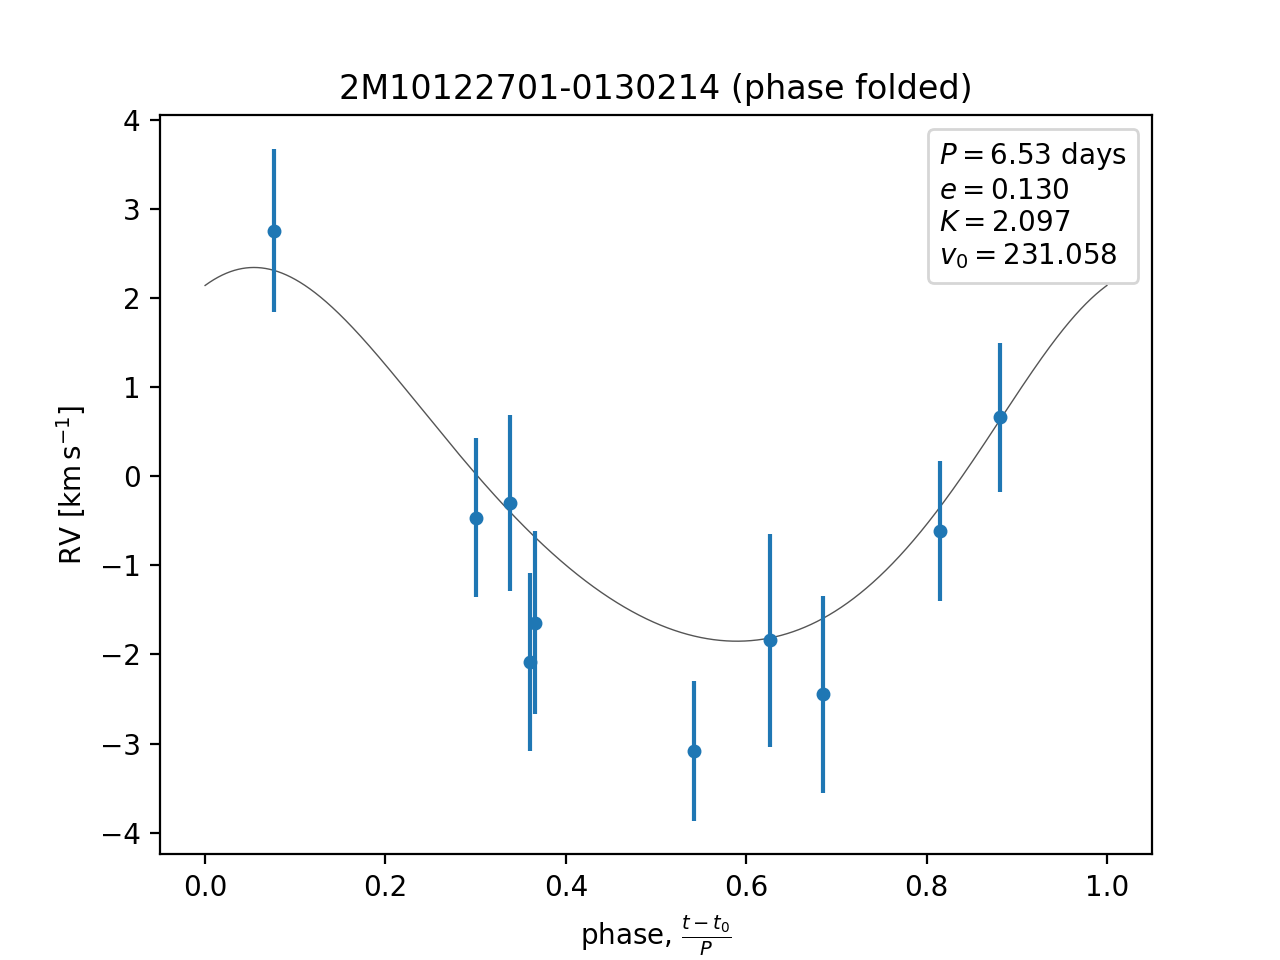 2M10122701-0130214 (phase folded)
P = 6.53 days
e = 0.130
K = 2.097
v₀ = 231.058
4
3
2
1
0
−1
−2
−3
−4
RV [km s⁻¹]
0.0 0.2 0.4 0.6 0.8 1.0
phase, (t − t₀)/P